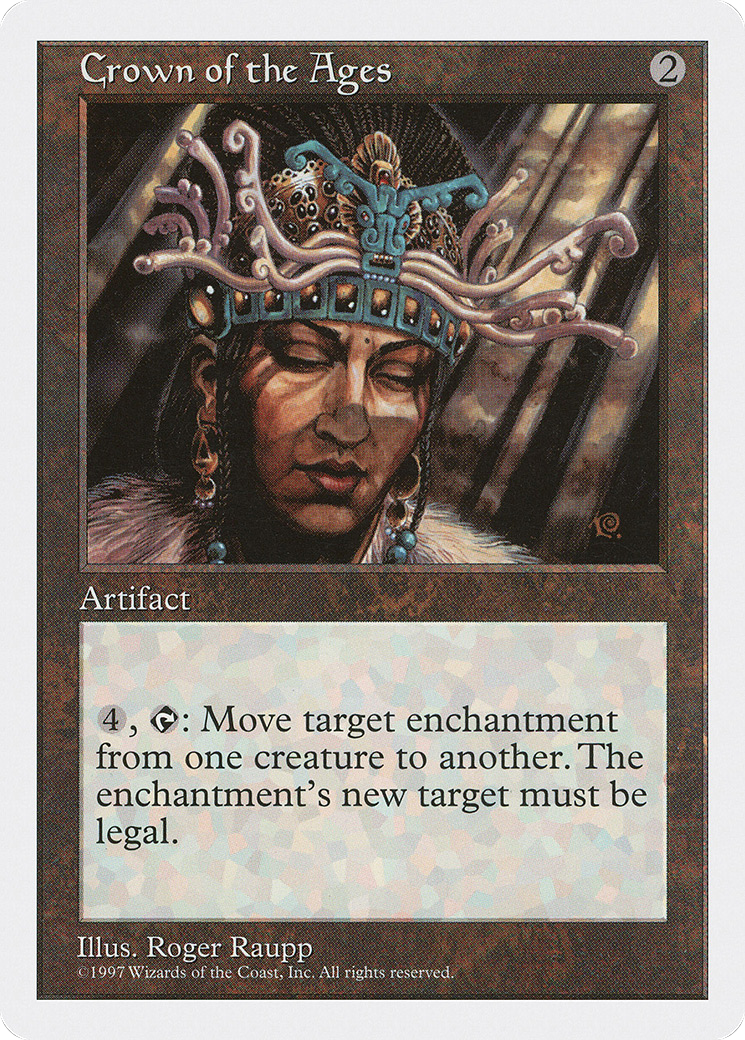 Crown of the Ages 2
Artifact
4, : Move target enchantment
from one creature to another. The
enchantment's new target must be
legal.
Illus. Roger Raupp
©1997 Wizards of the Coast, Inc. All rights reserved.